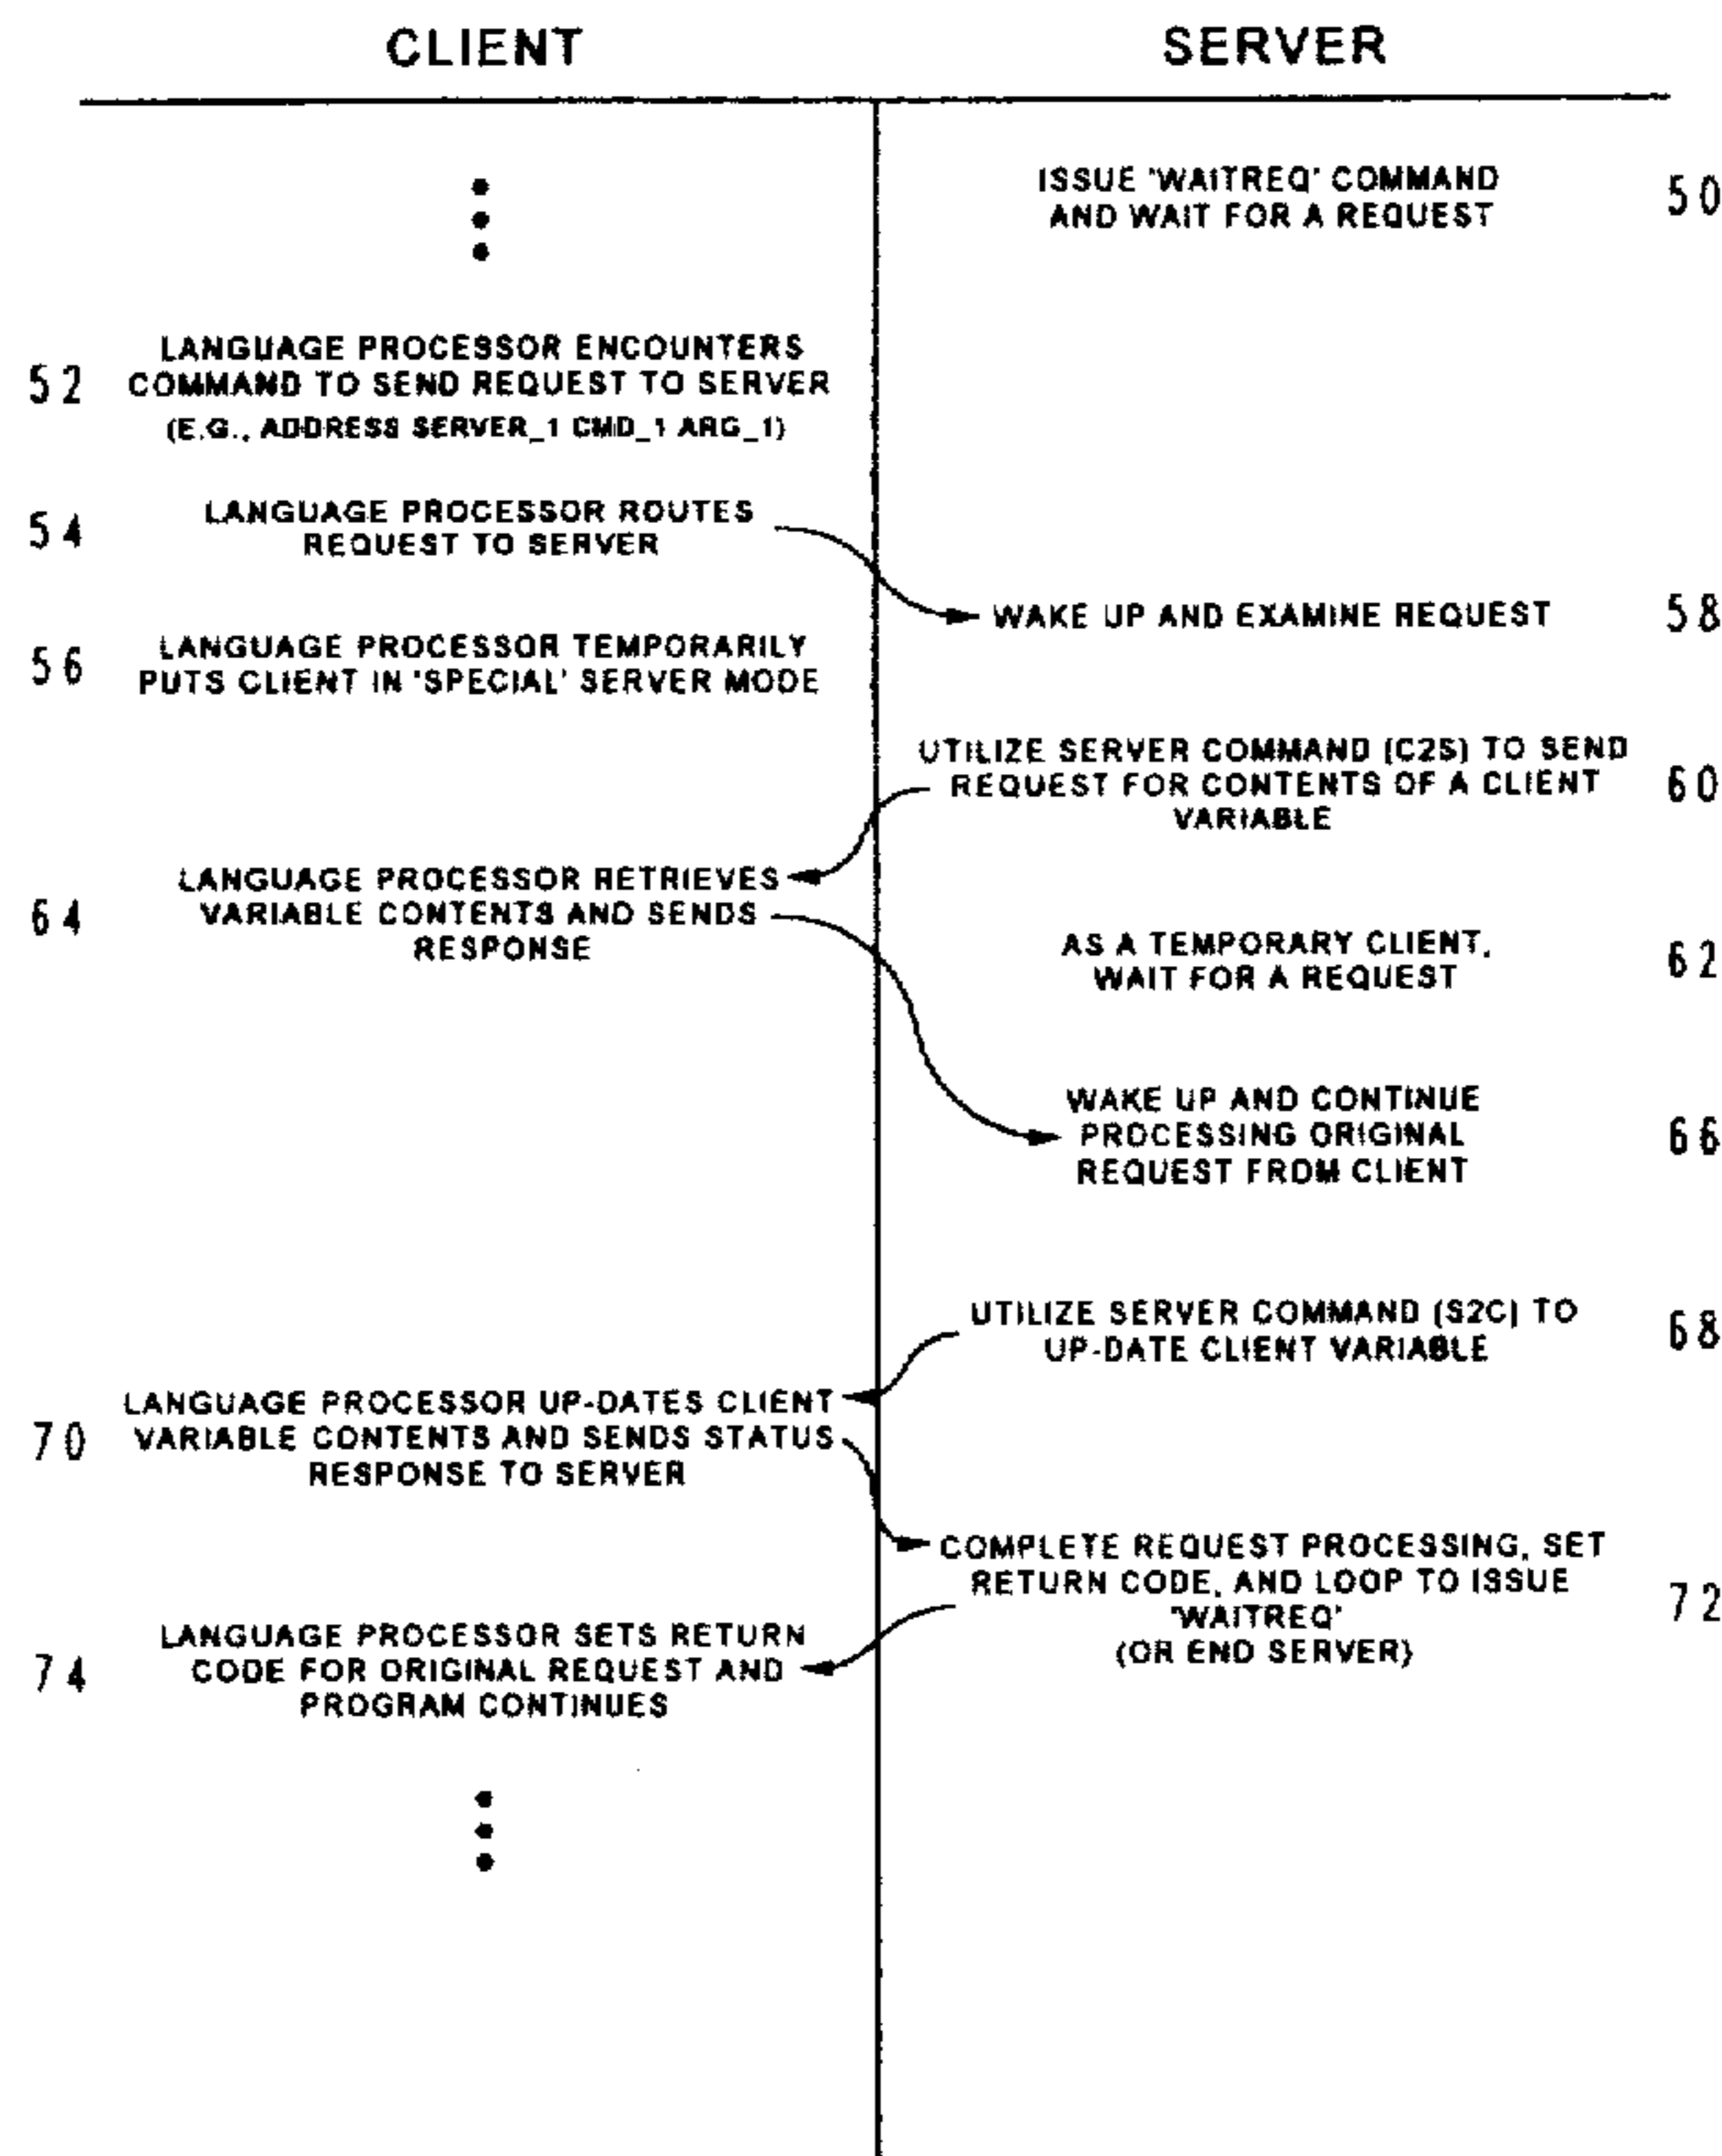 CLIENT
SERVER
ISSUE 'WAITREQ' COMMAND
AND WAIT FOR A REQUEST
50
LANGUAGE PROCESSOR ENCOUNTERS
COMMAND TO SEND REQUEST TO SERVER
(E.G., ADDRESS SERVER_1 CMD_1 ARG_1)
52
LANGUAGE PROCESSOR ROUTES
REQUEST TO SERVER
54
WAKE UP AND EXAMINE REQUEST
58
LANGUAGE PROCESSOR TEMPORARILY
PUTS CLIENT IN 'SPECIAL' SERVER MODE
56
UTILIZE SERVER COMMAND (C2S) TO SEND
REQUEST FOR CONTENTS OF A CLIENT
VARIABLE
60
LANGUAGE PROCESSOR RETRIEVES
VARIABLE CONTENTS AND SENDS
RESPONSE
64
AS A TEMPORARY CLIENT,
WAIT FOR A REQUEST
62
WAKE UP AND CONTINUE
PROCESSING ORIGINAL
REQUEST FROM CLIENT
66
UTILIZE SERVER COMMAND (S2C) TO
UP-DATE CLIENT VARIABLE
68
LANGUAGE PROCESSOR UP-DATES CLIENT
VARIABLE CONTENTS AND SENDS STATUS
RESPONSE TO SERVER
70
COMPLETE REQUEST PROCESSING, SET
RETURN CODE, AND LOOP TO ISSUE
'WAITREQ'
(OR END SERVER)
72
LANGUAGE PROCESSOR SETS RETURN
CODE FOR ORIGINAL REQUEST AND
PROGRAM CONTINUES
74